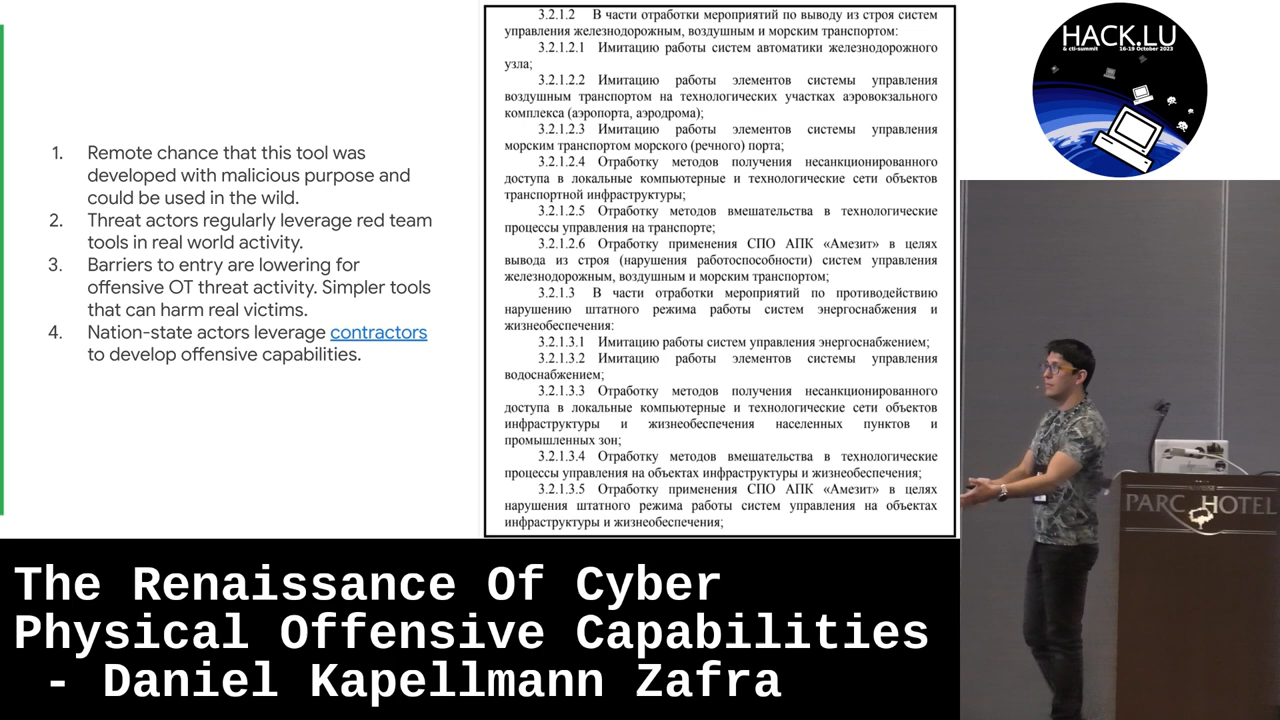 1. Remote chance that this tool was
developed with malicious purpose and
could be used in the wild.
2. Threat actors regularly leverage red team
tools in real world activity.
3. Barriers to entry are lowering for
offensive OT threat activity. Simpler tools
that can harm real victims.
4. Nation-state actors leverage contractors
to develop offensive capabilities.
3.2.1.2 В части отработки мероприятий по выводу из строя систем
управления железнодорожным, воздушным и морским транспортом:
3.2.1.2.1 Имитацию работы систем автоматики железнодорожного
узла;
3.2.1.2.2 Имитацию работы элементов системы управления
воздушным транспортом на технологических участках аэровокзального
комплекса (аэропорта, аэродрома);
3.2.1.2.3 Имитацию работы элементов системы управления
морским транспортом морского (речного) порта;
3.2.1.2.4 Отработку методов получения несанкционированного
доступа в локальные компьютерные и технологические сети объектов
транспортной инфраструктуры;
3.2.1.2.5 Отработку методов вмешательства в технологические
процессы управления на транспорте;
3.2.1.2.6 Отработку применения СПО АПК «Амезит» в целях
вывода из строя (нарушения работоспособности) систем управления
железнодорожным, воздушным и морским транспортом;
3.2.1.3 В части отработки мероприятий по противодействию
нарушению штатного режима работы систем энергоснабжения и
жизнеобеспечения:
3.2.1.3.1 Имитацию работы систем управления энергоснабжением;
3.2.1.3.2 Имитацию работы элементов системы управления
водоснабжением;
3.2.1.3.3 Отработку методов получения несанкционированного
доступа в локальные компьютерные и технологические сети объектов
инфраструктуры и жизнеобеспечения населенных пунктов и
промышленных зон;
3.2.1.3.4 Отработку методов вмешательства в технологические
процессы управления на объектах инфраструктуры и жизнеобеспечения;
3.2.1.3.5 Отработку применения СПО АПК «Амезит» в целях
нарушения штатного режима работы систем управления на объектах
инфраструктуры и жизнеобеспечения;
HACK.LU
& cti-summit 16-19 October 2023
PARC HOTEL
The Renaissance Of Cyber
Physical Offensive Capabilities
- Daniel Kapellmann Zafra